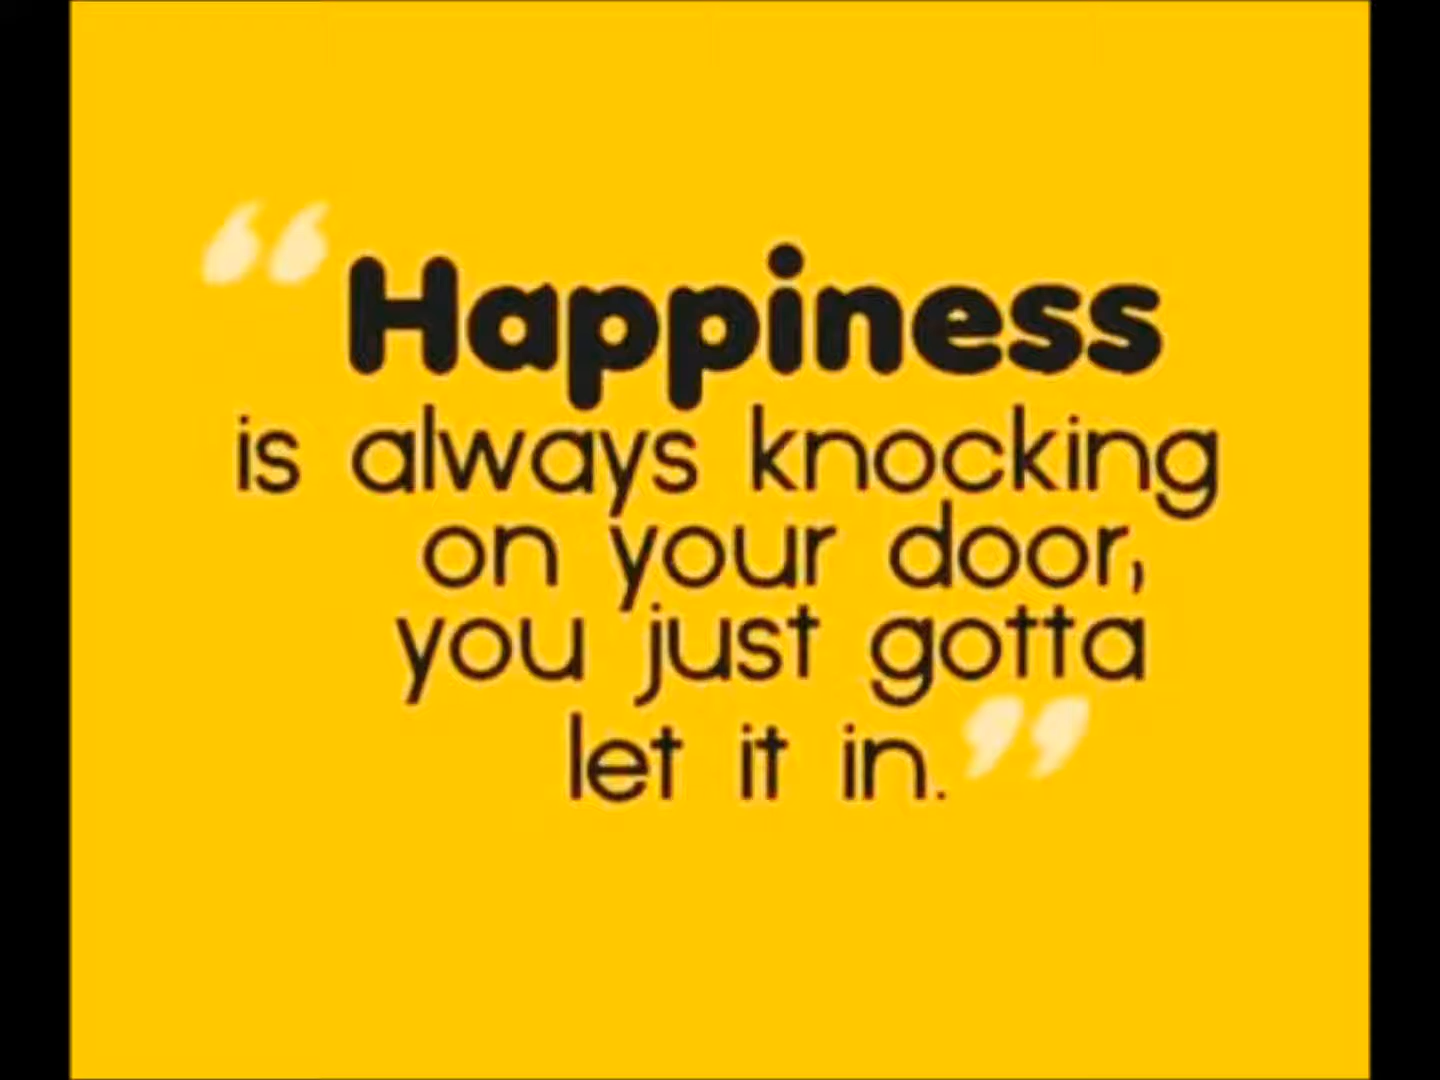 “Happiness
is always knocking
on your door,
you just gotta
let it in.”